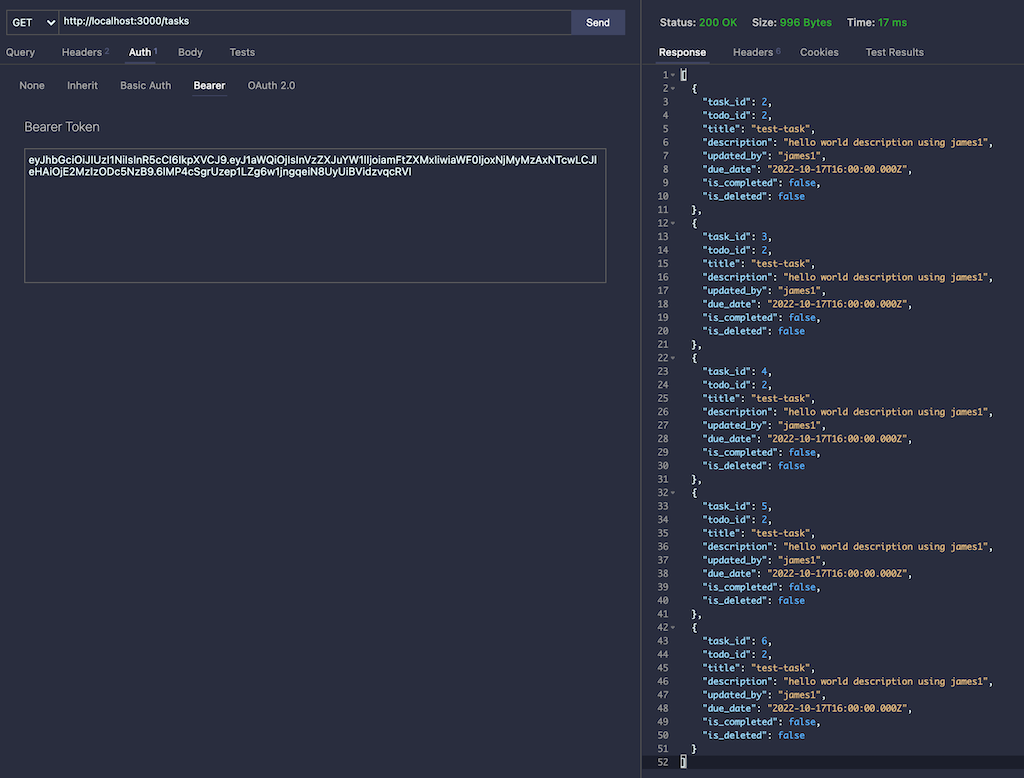 GET http://localhost:3000/tasks Send
Query Headers 2 Auth 1 Body Tests
None Inherit Basic Auth Bearer OAuth 2.0
Bearer Token
Status: 200 OK Size: 996 Bytes Time: 17 ms
Response Headers 6 Cookies Test Results
1 [
2 {
3 "task_id": 2,
4 "todo_id": 2,
5 "title": "test-task",
6 "description": "hello world description using james1",
7 "updated_by": "james1",
8 "due_date": "2022-10-17T16:00:00.000Z",
9 "is_completed": false,
10 "is_deleted": false
11 },
12 {
13 "task_id": 3,
14 "todo_id": 2,
15 "title": "test-task",
16 "description": "hello world description using james1",
17 "updated_by": "james1",
18 "due_date": "2022-10-17T16:00:00.000Z",
19 "is_completed": false,
20 "is_deleted": false
21 },
22 {
23 "task_id": 4,
24 "todo_id": 2,
25 "title": "test-task",
26 "description": "hello world description using james1",
27 "updated_by": "james1",
28 "due_date": "2022-10-17T16:00:00.000Z",
29 "is_completed": false,
30 "is_deleted": false
31 },
32 {
33 "task_id": 5,
34 "todo_id": 2,
35 "title": "test-task",
36 "description": "hello world description using james1",
37 "updated_by": "james1",
38 "due_date": "2022-10-17T16:00:00.000Z",
39 "is_completed": false,
40 "is_deleted": false
41 },
42 {
43 "task_id": 6,
44 "todo_id": 2,
45 "title": "test-task",
46 "description": "hello world description using james1",
47 "updated_by": "james1",
48 "due_date": "2022-10-17T16:00:00.000Z",
49 "is_completed": false,
50 "is_deleted": false
51 }
52 ]